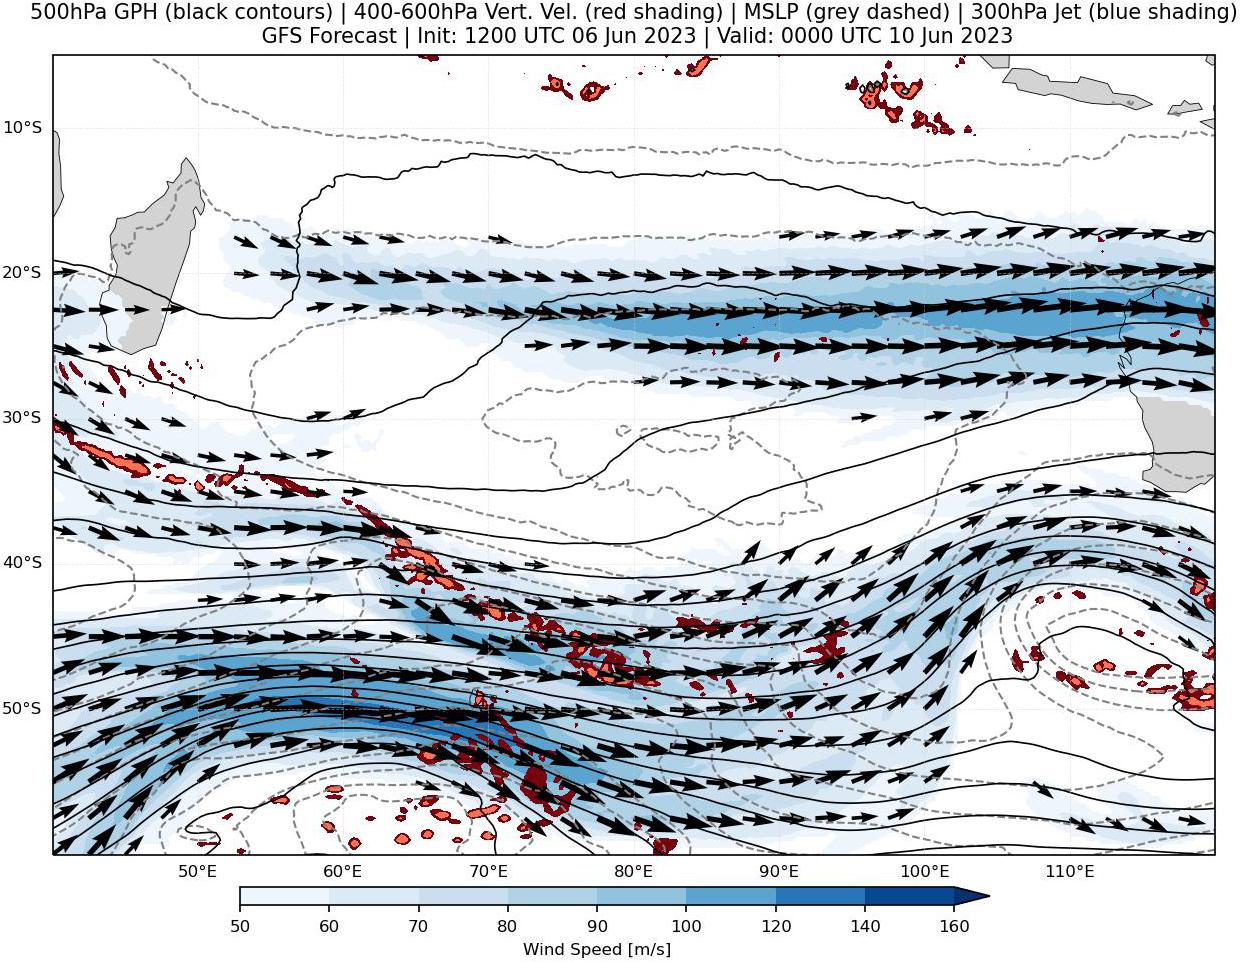 500hPa GPH (black contours) | 400-600hPa Vert. Vel. (red shading) | MSLP (grey dashed) | 300hPa Jet (blue shading)
GFS Forecast | Init: 1200 UTC 06 Jun 2023 | Valid: 0000 UTC 10 Jun 2023
10°S
20°S
30°S
40°S
50°S
50°E 60°E 70°E 80°E 90°E 100°E 110°E
50 60 70 80 90 100 120 140 160
Wind Speed [m/s]